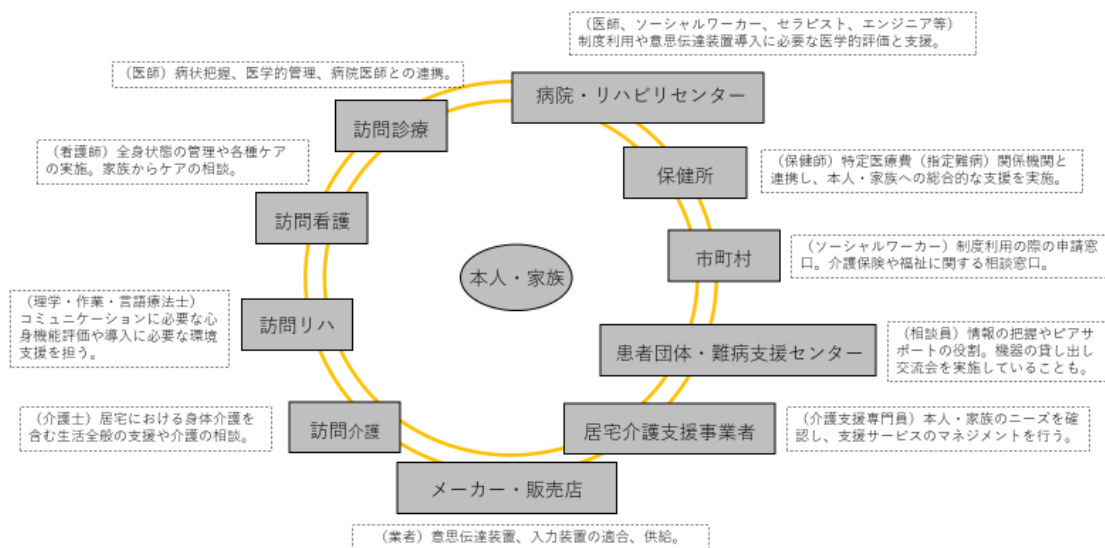 （医師、ソーシャルワーカー、セラピスト、エンジニア等）
制度利用や意思伝達装置導入に必要な医学的評価と支援。
（医師）病状把握、医学的管理、病院医師との連携。
病院・リハビリセンター
訪問診療
（看護師）全身状態の管理や各種ケア
の実施。家族からケアの相談。
保健所
（保健師）特定医療費（指定難病）関係機関と
連携し、本人・家族への総合的な支援を実施。
訪問看護
市町村
（ソーシャルワーカー）制度利用の際の申請窓
口。介護保険や福祉に関する相談窓口。
本人・家族
（理学・作業・言語療法士）
コミュニケーションに必要な心
身機能評価や導入に必要な環境
支援を担う。
訪問リハ
患者団体・難病支援センター
（相談員）情報の把握やピアサ
ポートの役割。機器の貸し出し
交流会を実施していることも。
（介護士）居宅における身体介護を
含む生活全般の支援や介護の相談。
訪問介護
居宅介護支援事業者
（介護支援専門員）本人・家族のニーズを確
認し、支援サービスのマネジメントを行う。
メーカー・販売店
（業者）意思伝達装置、入力装置の適合、供給。